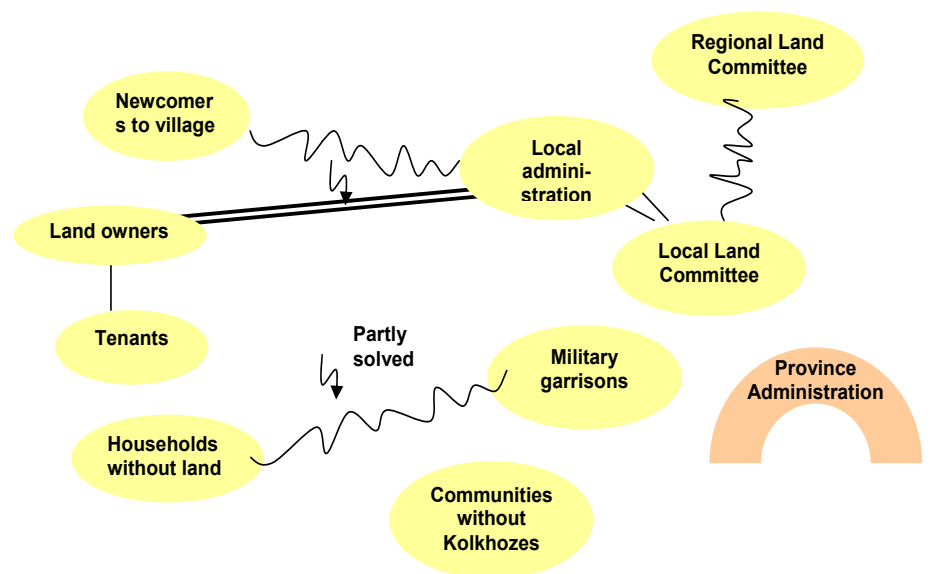 Regional Land
Committee
Newcomer
s to village
Local
admini-
stration
Land owners
Local Land
Committee
Tenants
Partly
solved
Military
garrisons
Province
Administration
Households
without land
Communities
without
Kolkhozes